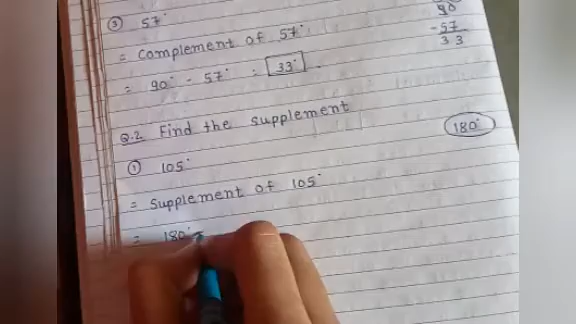 ③ 57°
= Complement of 57°
= 90° - 57° = 33°
90
-57
33
Q.2 Find the supplement
180°
① 105°
= Supplement of 105°
= 180° -